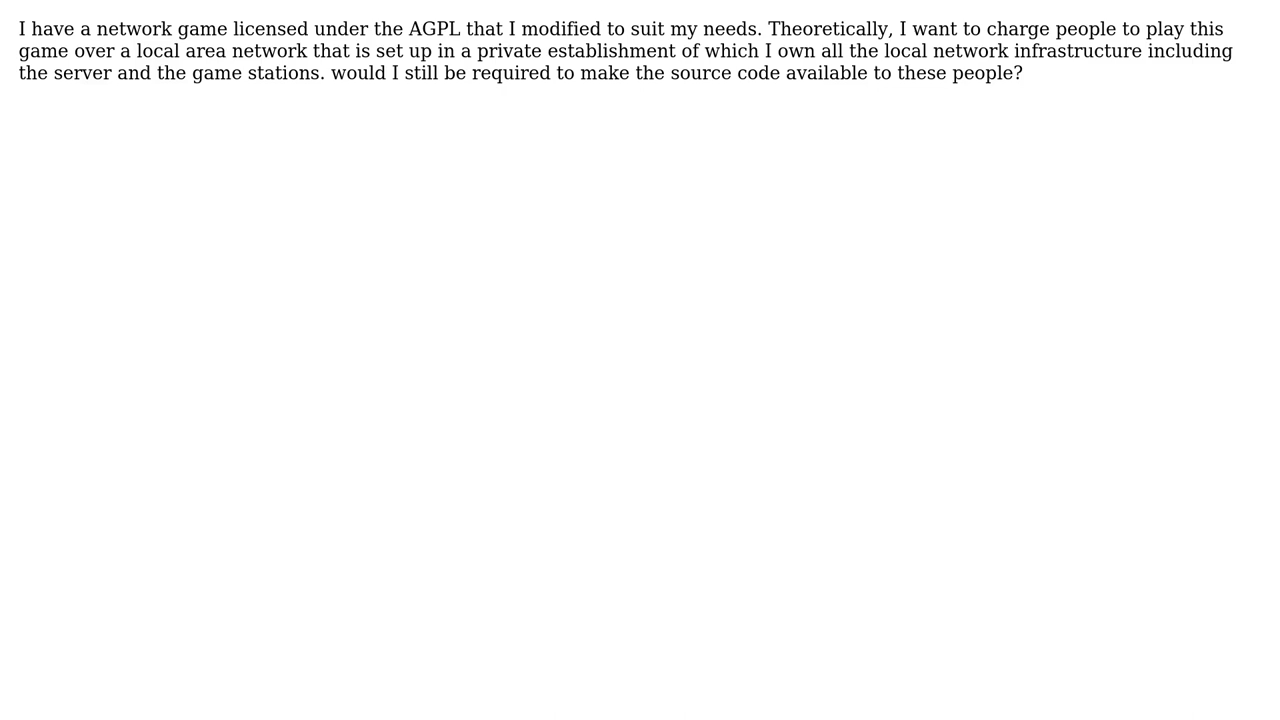 I have a network game licensed under the AGPL that I modified to suit my needs. Theoretically, I want to charge people to play this
game over a local area network that is set up in a private establishment of which I own all the local network infrastructure including
the server and the game stations. would I still be required to make the source code available to these people?